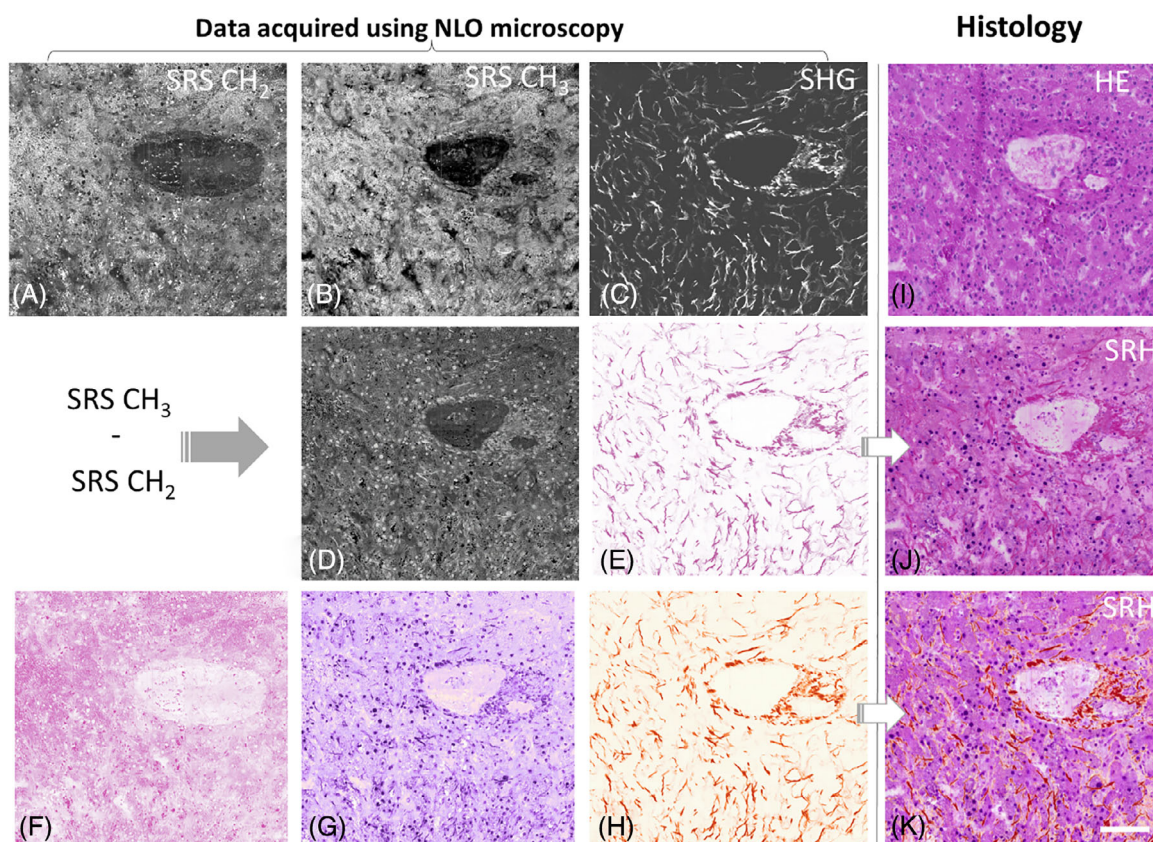 Data acquired using NLO microscopy
Histology
SRS CH₂
SRS CH₃
SHG
HE
(A)
(B)
(C)
(I)
SRS CH₃
-
SRS CH₂
SRH
(D)
(E)
(J)
SRH
(F)
(G)
(H)
(K)